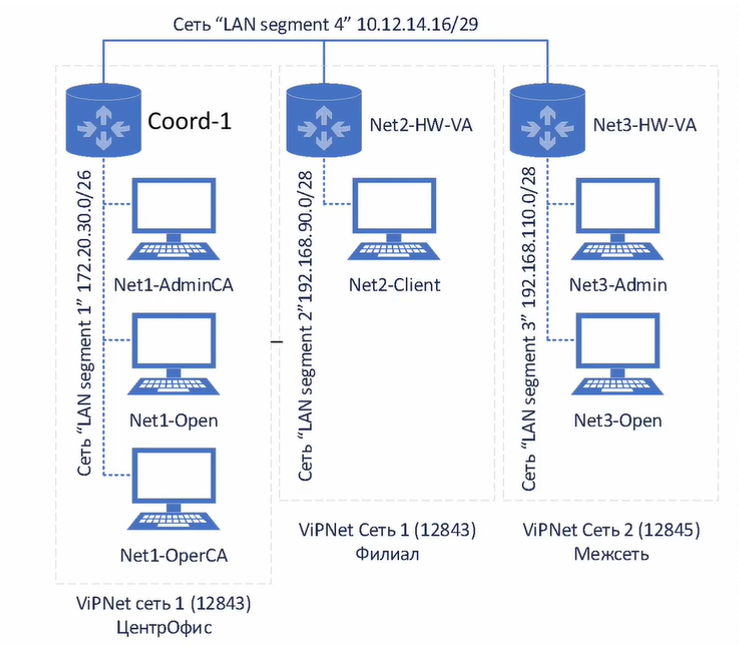 Сеть “LAN segment 4” 10.12.14.16/29
Coord-1
Net2-HW-VA
Net3-HW-VA
Сеть “LAN segment 1” 172.20.30.0/26
Net1-AdminCA
Net1-Open
Net1-OperCA
Сеть “LAN segment 2”192.168.90.0/28
Net2-Client
Сеть “LAN segment 3” 192.168.110.0/28
Net3-Admin
Net3-Open
ViPNet сеть 1 (12843)
ЦентрОфис
ViPNet Сеть 1 (12843)
Филиал
ViPNet Сеть 2 (12845)
Межсеть